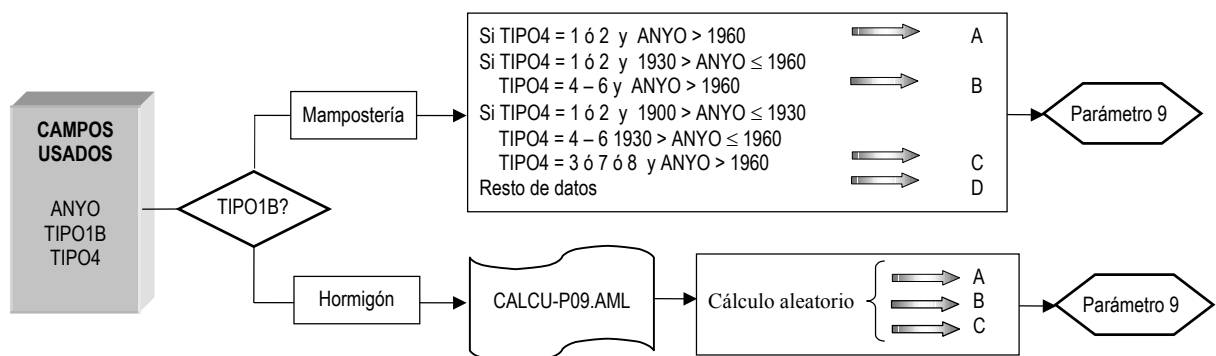 CAMPOS
USADOS
ANYO
TIPO1B
TIPO4
TIPO1B?
Mampostería
Si TIPO4 = 1 ó 2 y ANYO > 1960 A
Si TIPO4 = 1 ó 2 y 1930 > ANYO ≤ 1960
TIPO4 = 4 – 6 y ANYO > 1960 B
Si TIPO4 = 1 ó 2 y 1900 > ANYO ≤ 1930
TIPO4 = 4 – 6 1930 > ANYO ≤ 1960
TIPO4 = 3 ó 7 ó 8 y ANYO > 1960 C
Resto de datos D
Parámetro 9
Hormigón
CALCU-P09.AML
Cálculo aleatorio
A
B
C
Parámetro 9